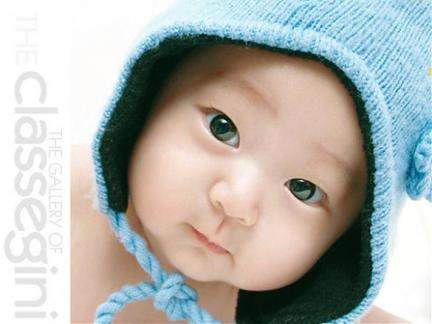 THE
classegini
THE GALLERY OF